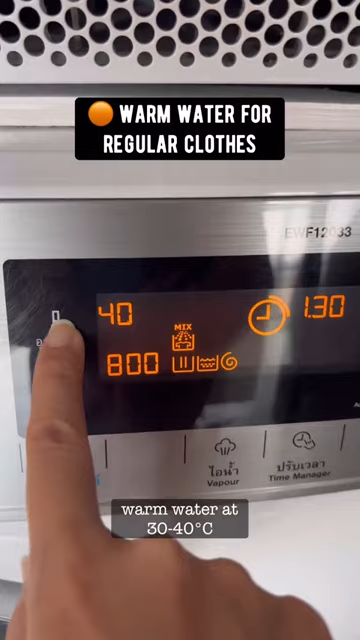 🟠 WARM WATER FOR
REGULAR CLOTHES
EWF12033
40
1.30
MIX
800
ไอน้ำ
Vapour
ปรับเวลา
Time Manager
warm water at
30-40°C